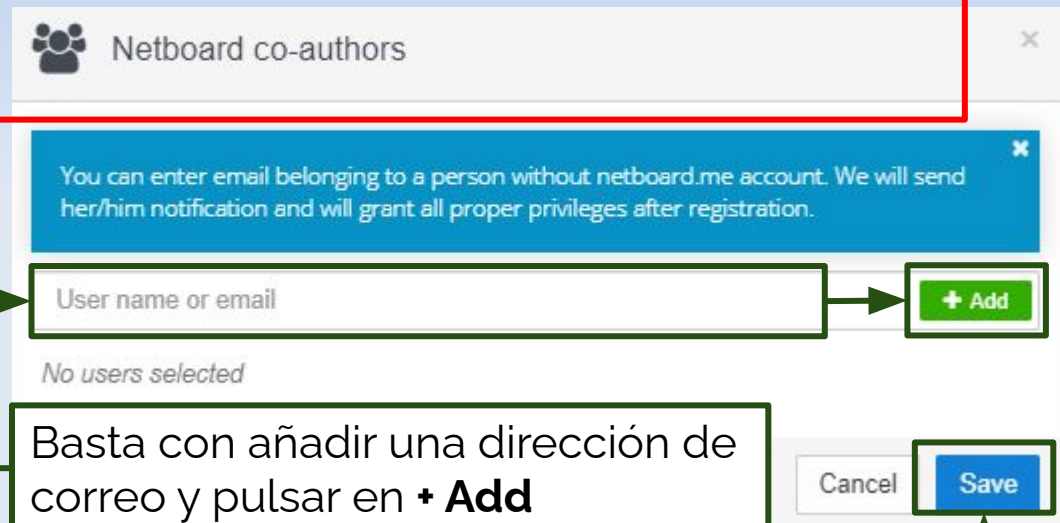 Netboard co-authors
×
You can enter email belonging to a person without netboard.me account. We will send
her/him notification and will grant all proper privileges after registration.
User name or email
+ Add
No users selected
Basta con añadir una dirección de
correo y pulsar en + Add
Cancel
Save